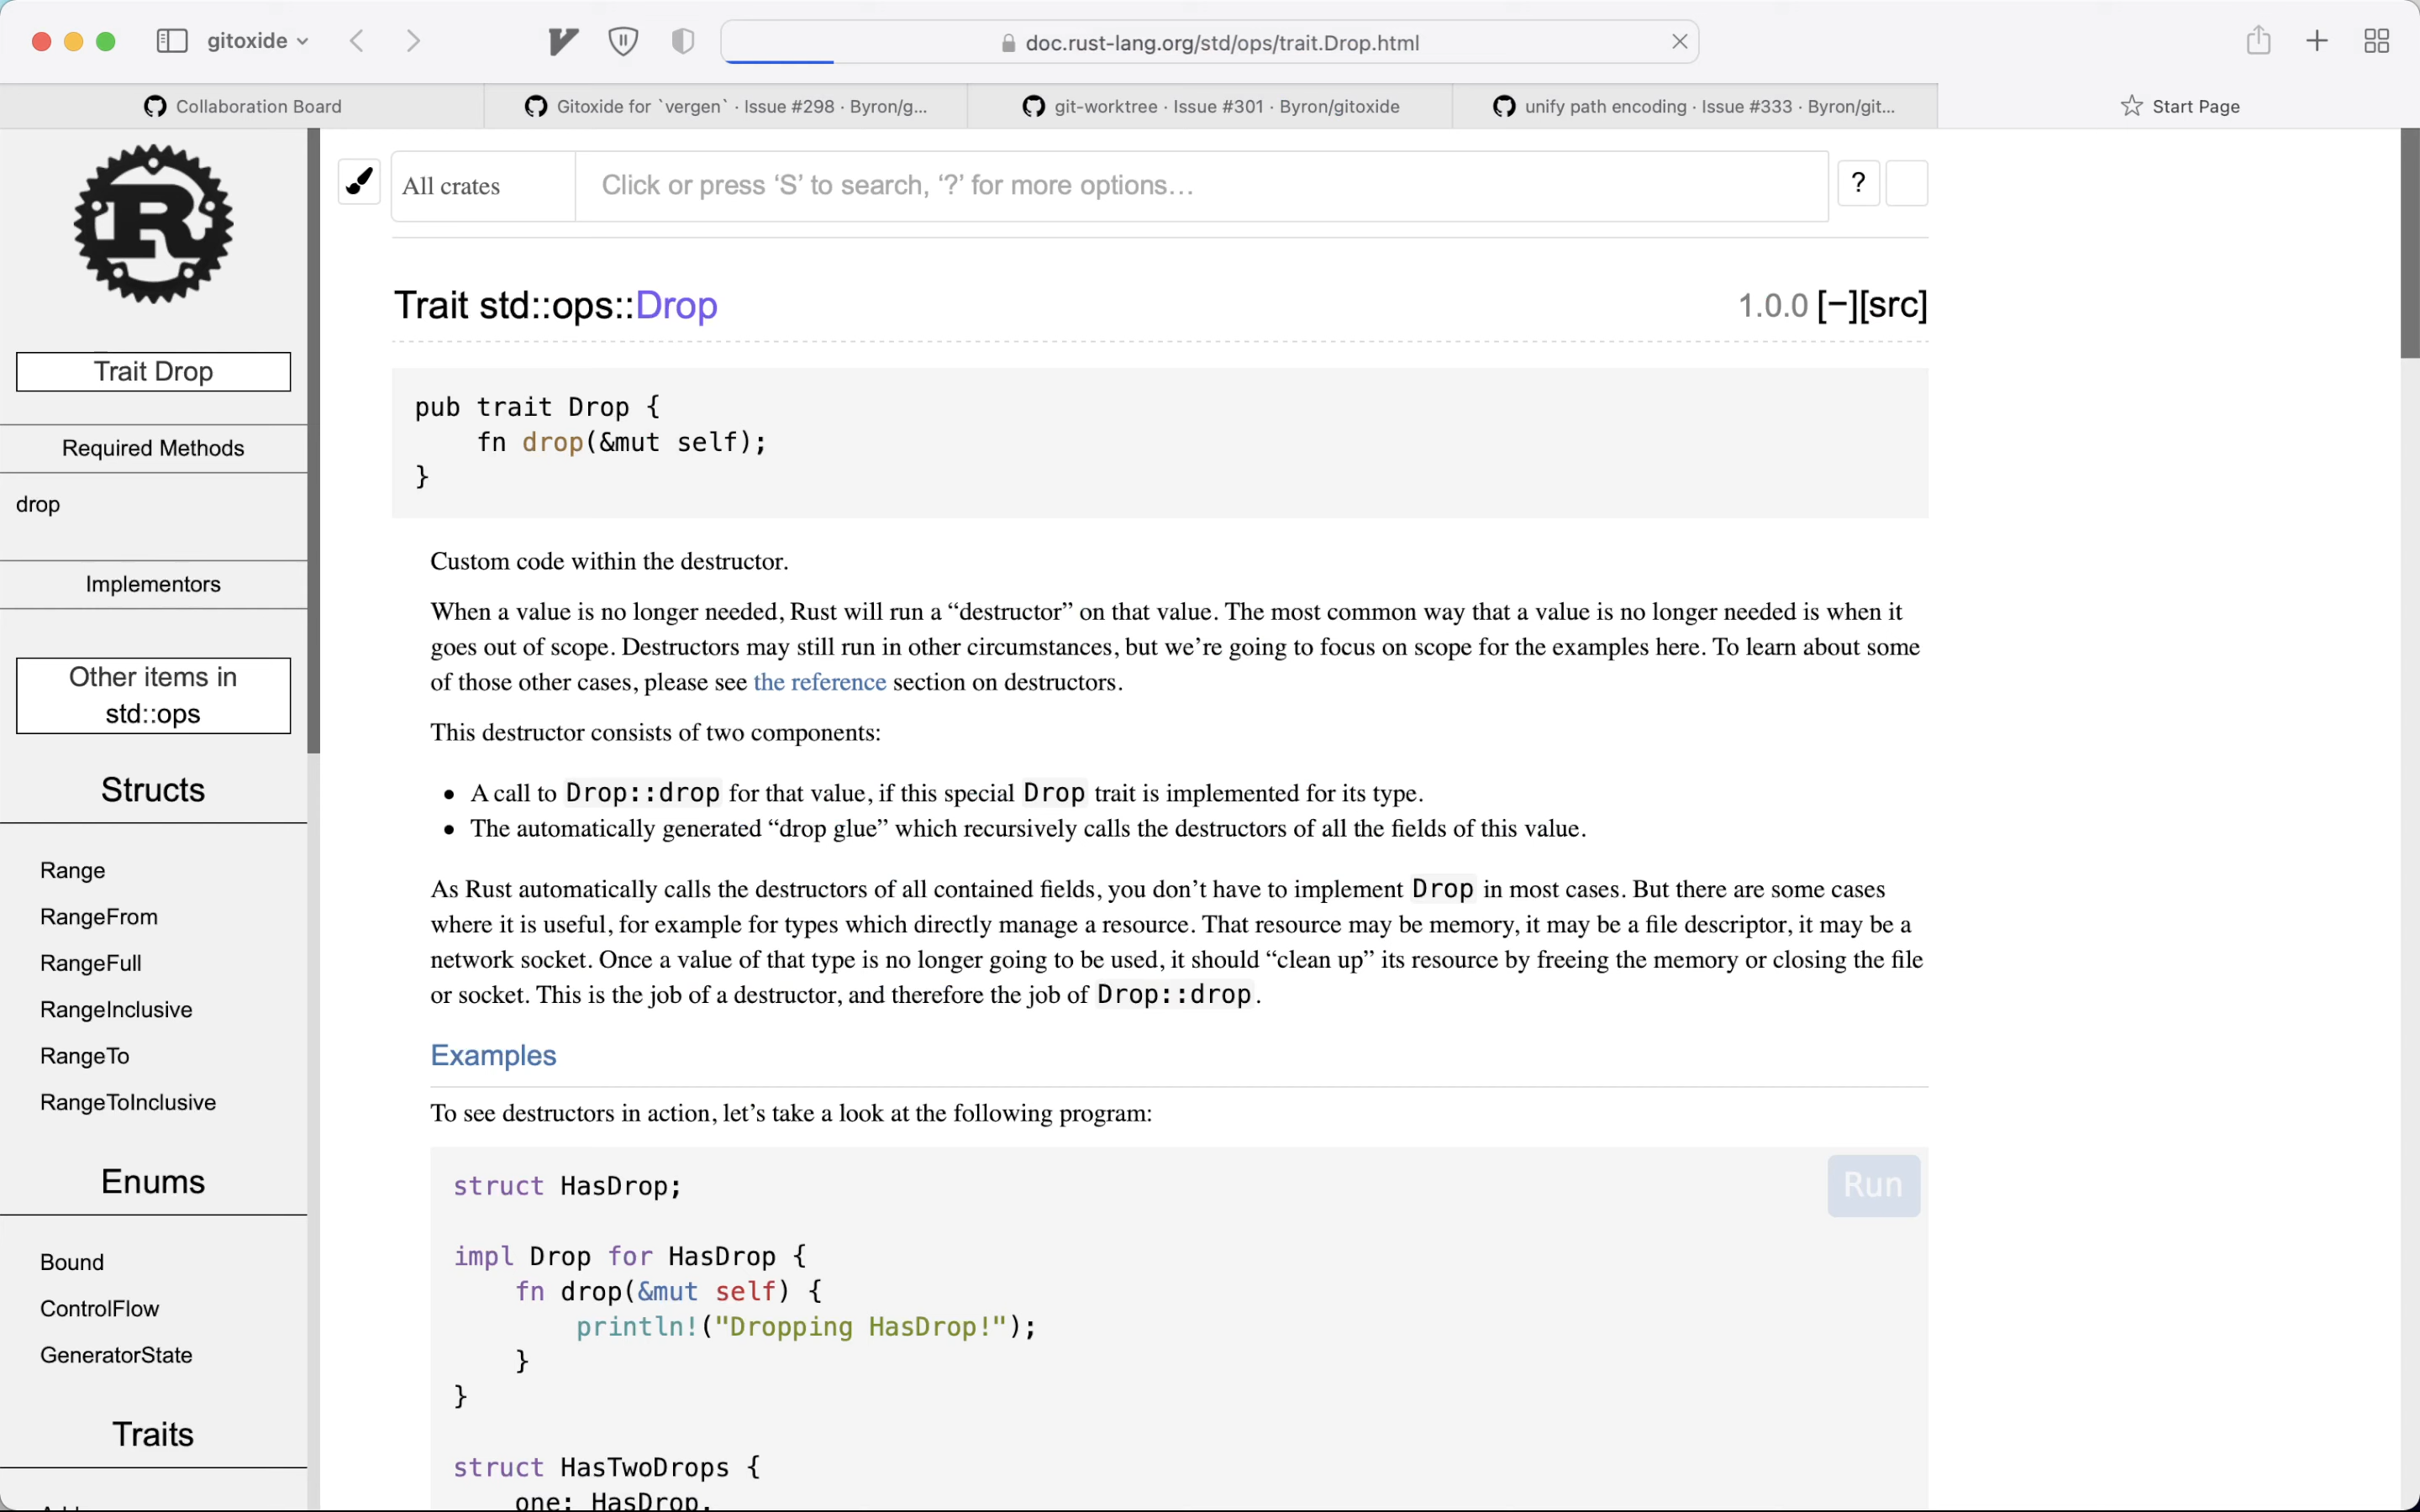 gitoxide
doc.rust-lang.org/std/ops/trait.Drop.html
Collaboration Board
Gitoxide for `vergen` · Issue #298 · Byron/g...
git-worktree · Issue #301 · Byron/gitoxide
unify path encoding · Issue #333 · Byron/git...
Start Page
R
Trait Drop
Required Methods
drop
Implementors
Other items in
std::ops
Structs
Range
RangeFrom
RangeFull
RangeInclusive
RangeTo
RangeToInclusive
Enums
Bound
ControlFlow
GeneratorState
Traits
All crates
Click or press ‘S’ to search, ‘?’ for more options…
?
Trait std::ops::Drop
1.0.0 [−][src]
pub trait Drop {
    fn drop(&mut self);
}
Custom code within the destructor.
When a value is no longer needed, Rust will run a “destructor” on that value. The most common way that a value is no longer needed is when it
goes out of scope. Destructors may still run in other circumstances, but we’re going to focus on scope for the examples here. To learn about some
of those other cases, please see the reference section on destructors.
This destructor consists of two components:
• A call to Drop::drop for that value, if this special Drop trait is implemented for its type.
• The automatically generated “drop glue” which recursively calls the destructors of all the fields of this value.
As Rust automatically calls the destructors of all contained fields, you don’t have to implement Drop in most cases. But there are some cases
where it is useful, for example for types which directly manage a resource. That resource may be memory, it may be a file descriptor, it may be a
network socket. Once a value of that type is no longer going to be used, it should “clean up” its resource by freeing the memory or closing the file
or socket. This is the job of a destructor, and therefore the job of Drop::drop.
Examples
To see destructors in action, let’s take a look at the following program:
Run
struct HasDrop;
impl Drop for HasDrop {
    fn drop(&mut self) {
        println!("Dropping HasDrop!");
    }
}
struct HasTwoDrops {
    one: HasDrop,